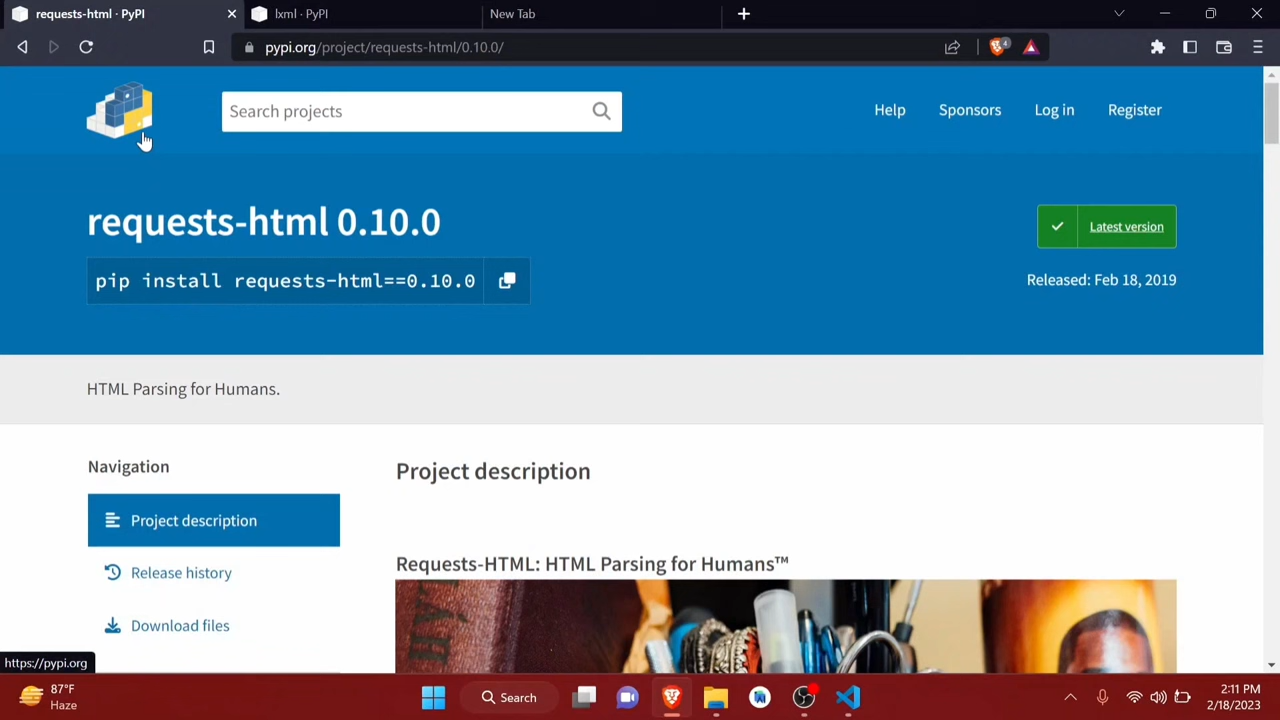 requests-html · PyPI
lxml · PyPI
New Tab
pypi.org/project/requests-html/0.10.0/
4
Search projects
Help
Sponsors
Log in
Register
requests-html 0.10.0
pip install requests-html==0.10.0
Latest version
Released: Feb 18, 2019
HTML Parsing for Humans.
Navigation
Project description
Release history
Download files
Project description
Requests-HTML: HTML Parsing for Humans™
https://pypi.org
87°F
Haze
Search
2:11 PM
2/18/2023